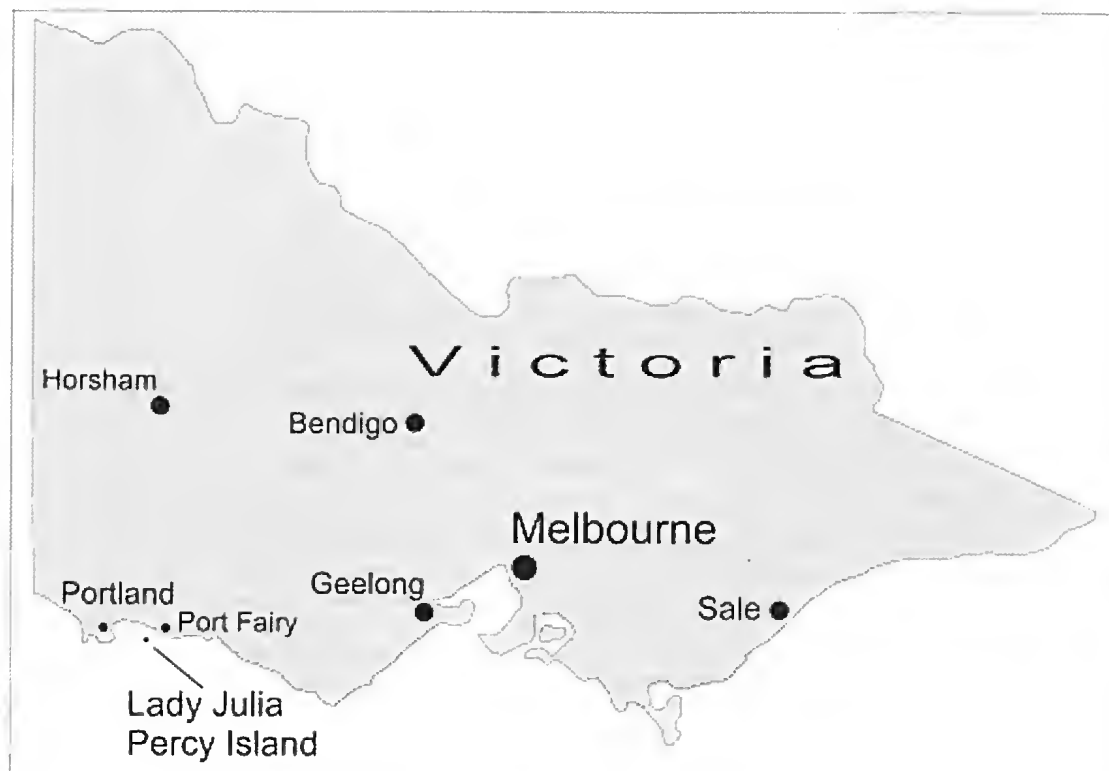 Victoria
Horsham
Bendigo
Melbourne
Geelong
Portland
Port Fairy
Sale
Lady Julia
Percy Island